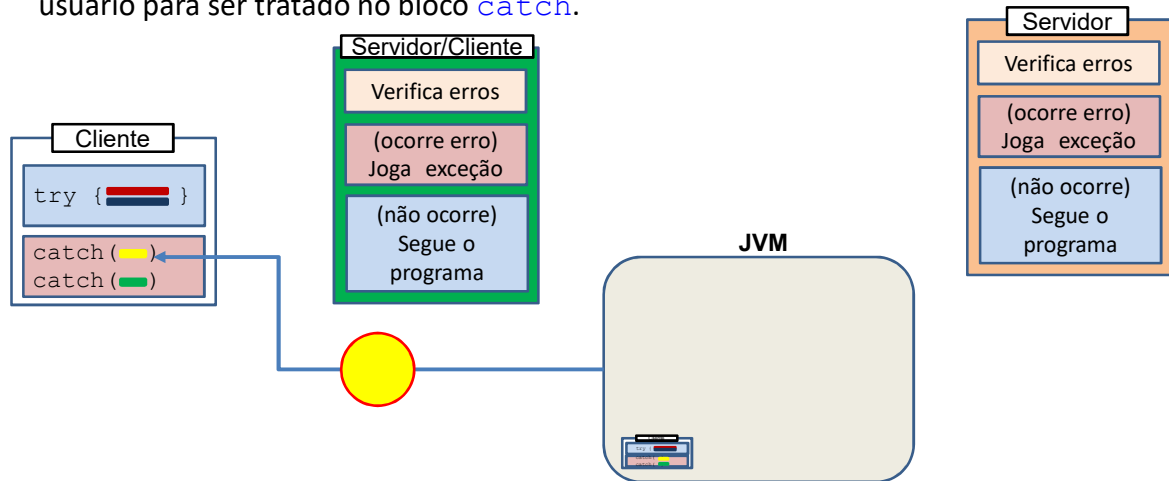 usuário para ser tratado no bloco catch.
Servidor/Cliente
Verifica erros
(ocorre erro)
Joga exceção
(não ocorre)
Segue o
programa
Servidor
Verifica erros
(ocorre erro)
Joga exceção
(não ocorre)
Segue o
programa
Cliente
try { }
catch( )
catch( )
JVM